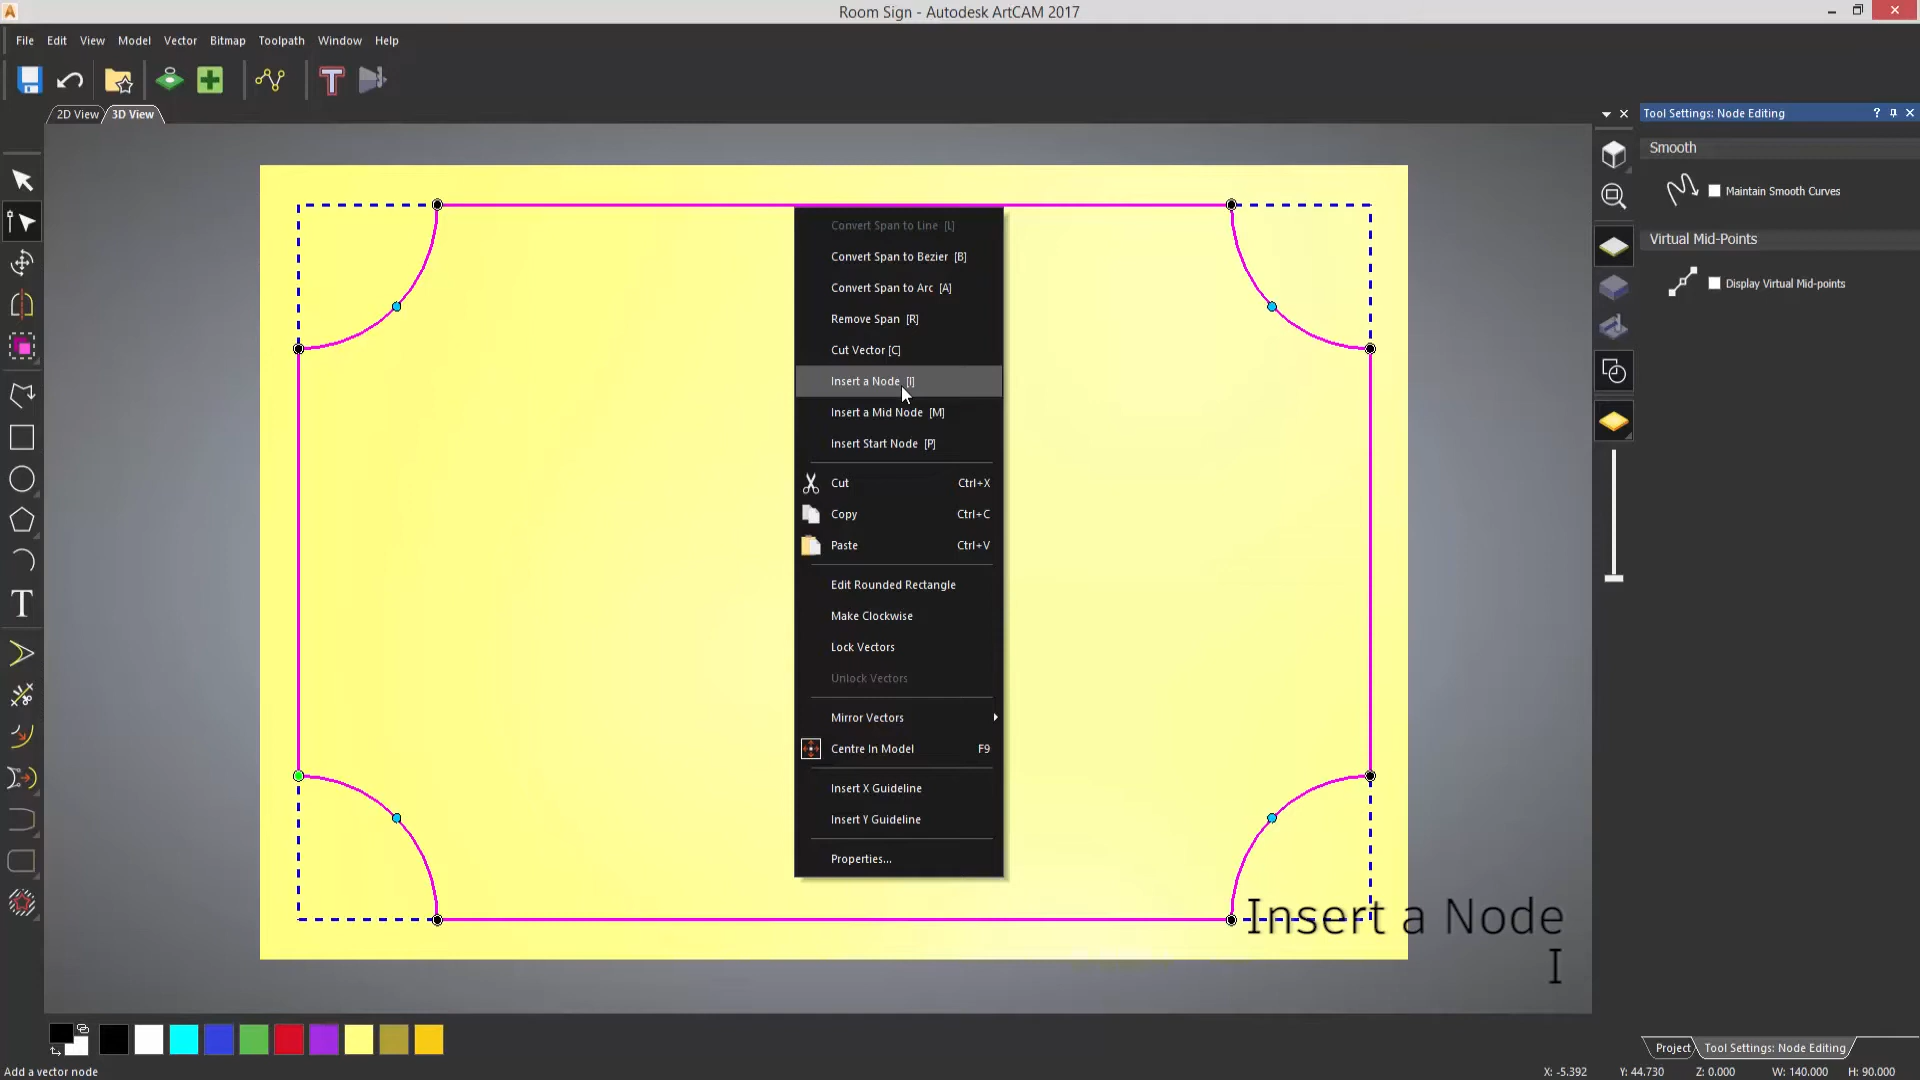 Room Sign - Autodesk ArtCAM 2017
File Edit View Model Vector Bitmap Toolpath Window Help
2D View 3D View
Tool Settings: Node Editing
Smooth
Maintain Smooth Curves
Virtual Mid-Points
Display Virtual Mid-points
Convert Span to Line [L]
Convert Span to Bezier [B]
Convert Span to Arc [A]
Remove Span [R]
Cut Vector [C]
Insert a Node [I]
Insert a Mid Node [M]
Insert Start Node [P]
Cut Ctrl+X
Copy Ctrl+C
Paste Ctrl+V
Edit Rounded Rectangle
Make Clockwise
Lock Vectors
Unlock Vectors
Mirror Vectors
Centre In Model F9
Insert X Guideline
Insert Y Guideline
Properties...
Insert a Node
I
Project Tool Settings: Node Editing
Add a vector node
X: -5.392 Y: 44.730 Z: 0.000 W: 140.000 H: 90.000